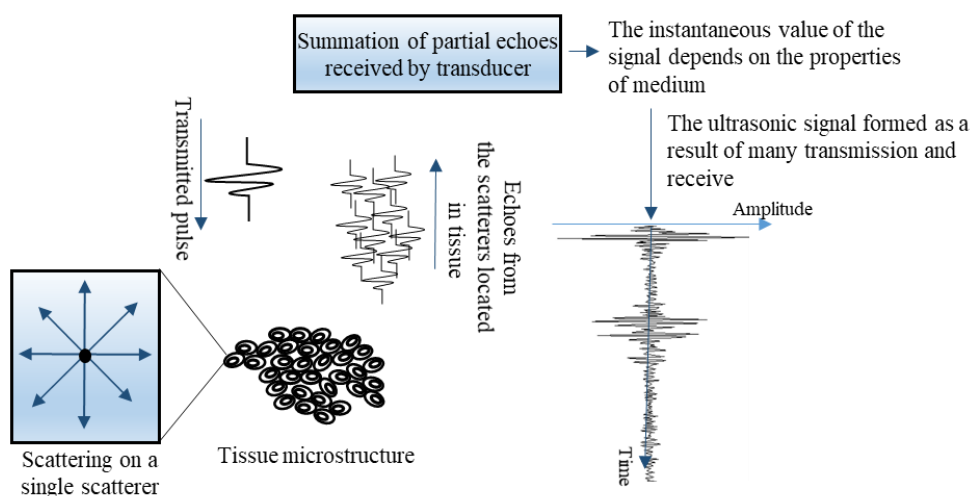 Summation of partial echoes
received by transducer
The instantaneous value of the
signal depends on the properties
of medium
Transmitted pulse
Echoes from
the scatterers located
in tissue
The ultrasonic signal formed as a
result of many transmission and
receive
Amplitude
Time
Scattering on a
single scatterer
Tissue microstructure